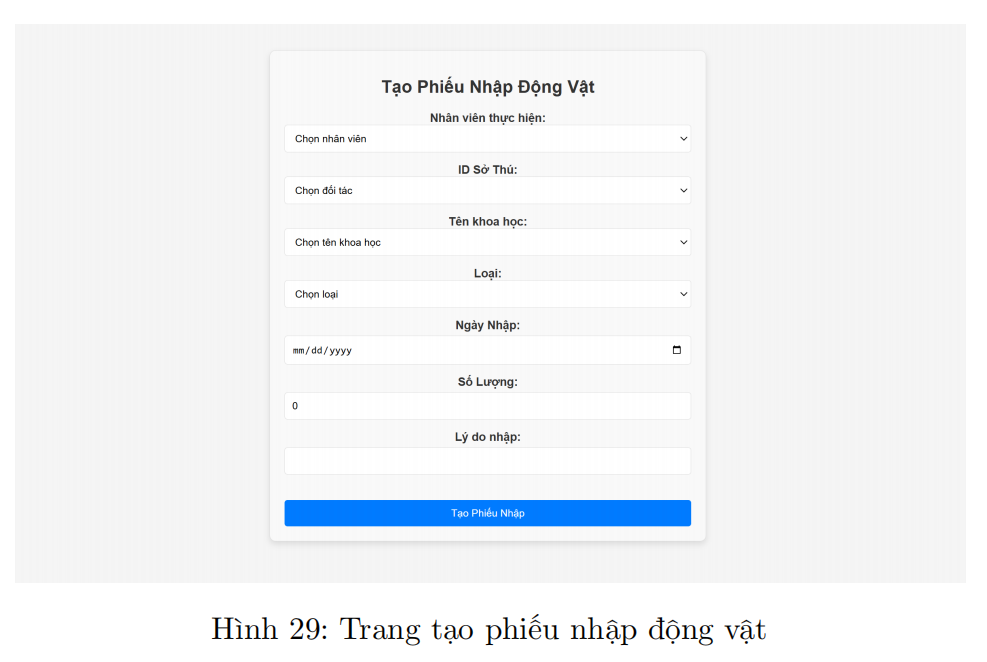 Tạo Phiếu Nhập Động Vật
Nhân viên thực hiện:
Chọn nhân viên
ID Sở Thú:
Chọn đối tác
Tên khoa học:
Chọn tên khoa học
Loại:
Chọn loại
Ngày Nhập:
mm/dd/yyyy
Số Lượng:
0
Lý do nhập:
Tạo Phiếu Nhập
Hình 29: Trang tạo phiếu nhập động vật